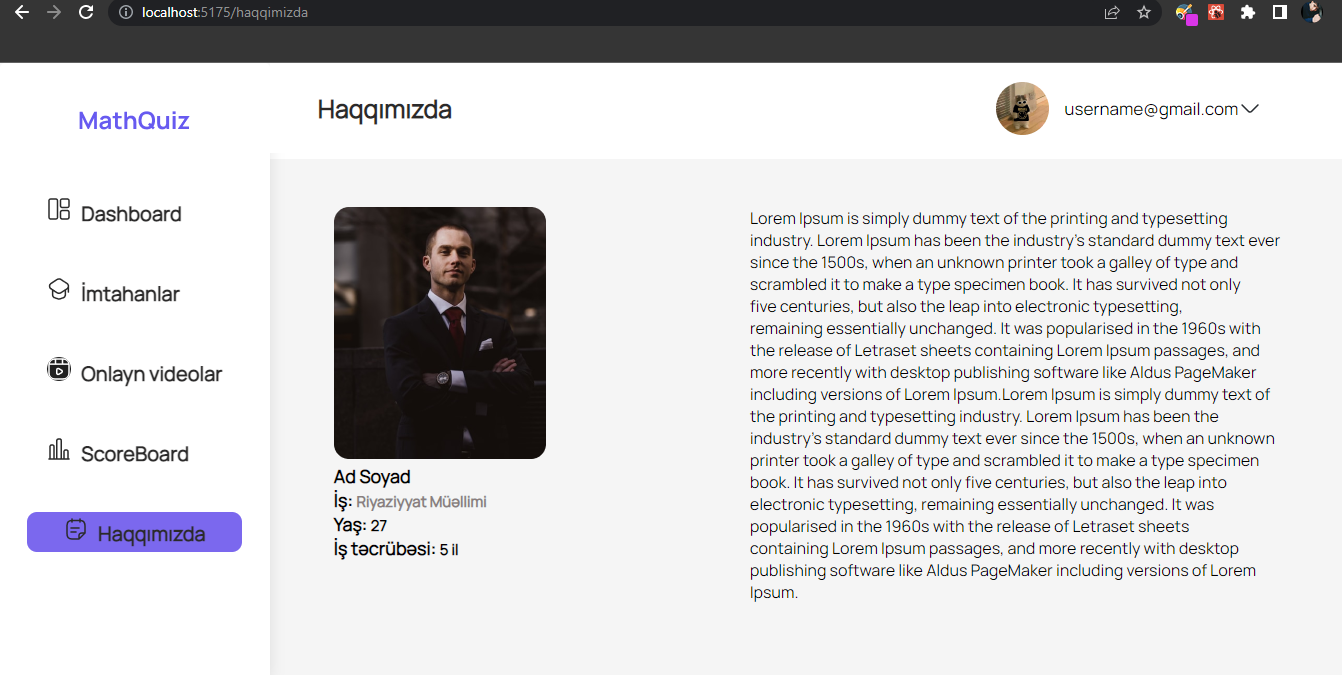 localhost:5175/haqqimizda
MathQuiz
Haqqımızda
username@gmail.com
Dashboard
İmtahanlar
Onlayn videolar
ScoreBoard
Haqqımızda
Ad Soyad
İş: Riyaziyyat Müəllimi
Yaş: 27
İş təcrübəsi: 5 il
Lorem Ipsum is simply dummy text of the printing and typesetting
industry. Lorem Ipsum has been the industry's standard dummy text ever
since the 1500s, when an unknown printer took a galley of type and
scrambled it to make a type specimen book. It has survived not only
five centuries, but also the leap into electronic typesetting,
remaining essentially unchanged. It was popularised in the 1960s with
the release of Letraset sheets containing Lorem Ipsum passages, and
more recently with desktop publishing software like Aldus PageMaker
including versions of Lorem Ipsum.Lorem Ipsum is simply dummy text of
the printing and typesetting industry. Lorem Ipsum has been the
industry's standard dummy text ever since the 1500s, when an unknown
printer took a galley of type and scrambled it to make a type specimen
book. It has survived not only five centuries, but also the leap into
electronic typesetting, remaining essentially unchanged. It was
popularised in the 1960s with the release of Letraset sheets
containing Lorem Ipsum passages, and more recently with desktop
publishing software like Aldus PageMaker including versions of Lorem
Ipsum.